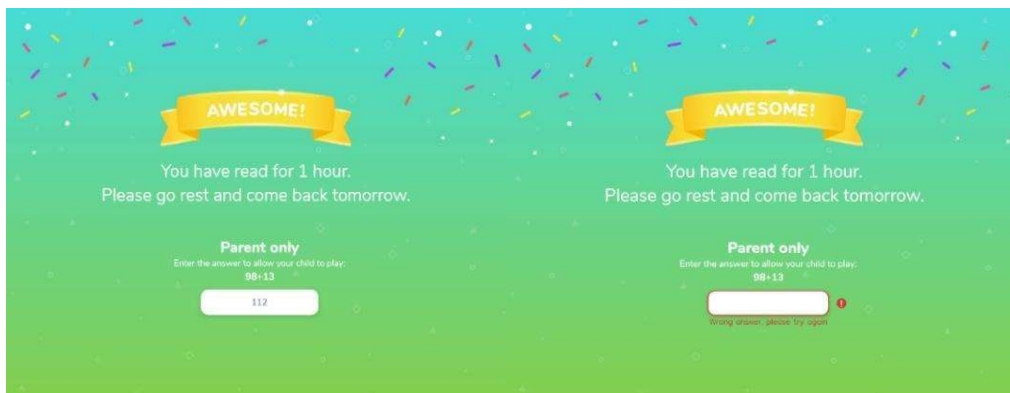 AWESOME!
You have read for 1 hour.
Please go rest and come back tomorrow.
Parent only
Enter the answer to allow your child to play:
98+13
112
AWESOME!
You have read for 1 hour.
Please go rest and come back tomorrow.
Parent only
Enter the answer to allow your child to play:
98+13
Wrong answer, please try again